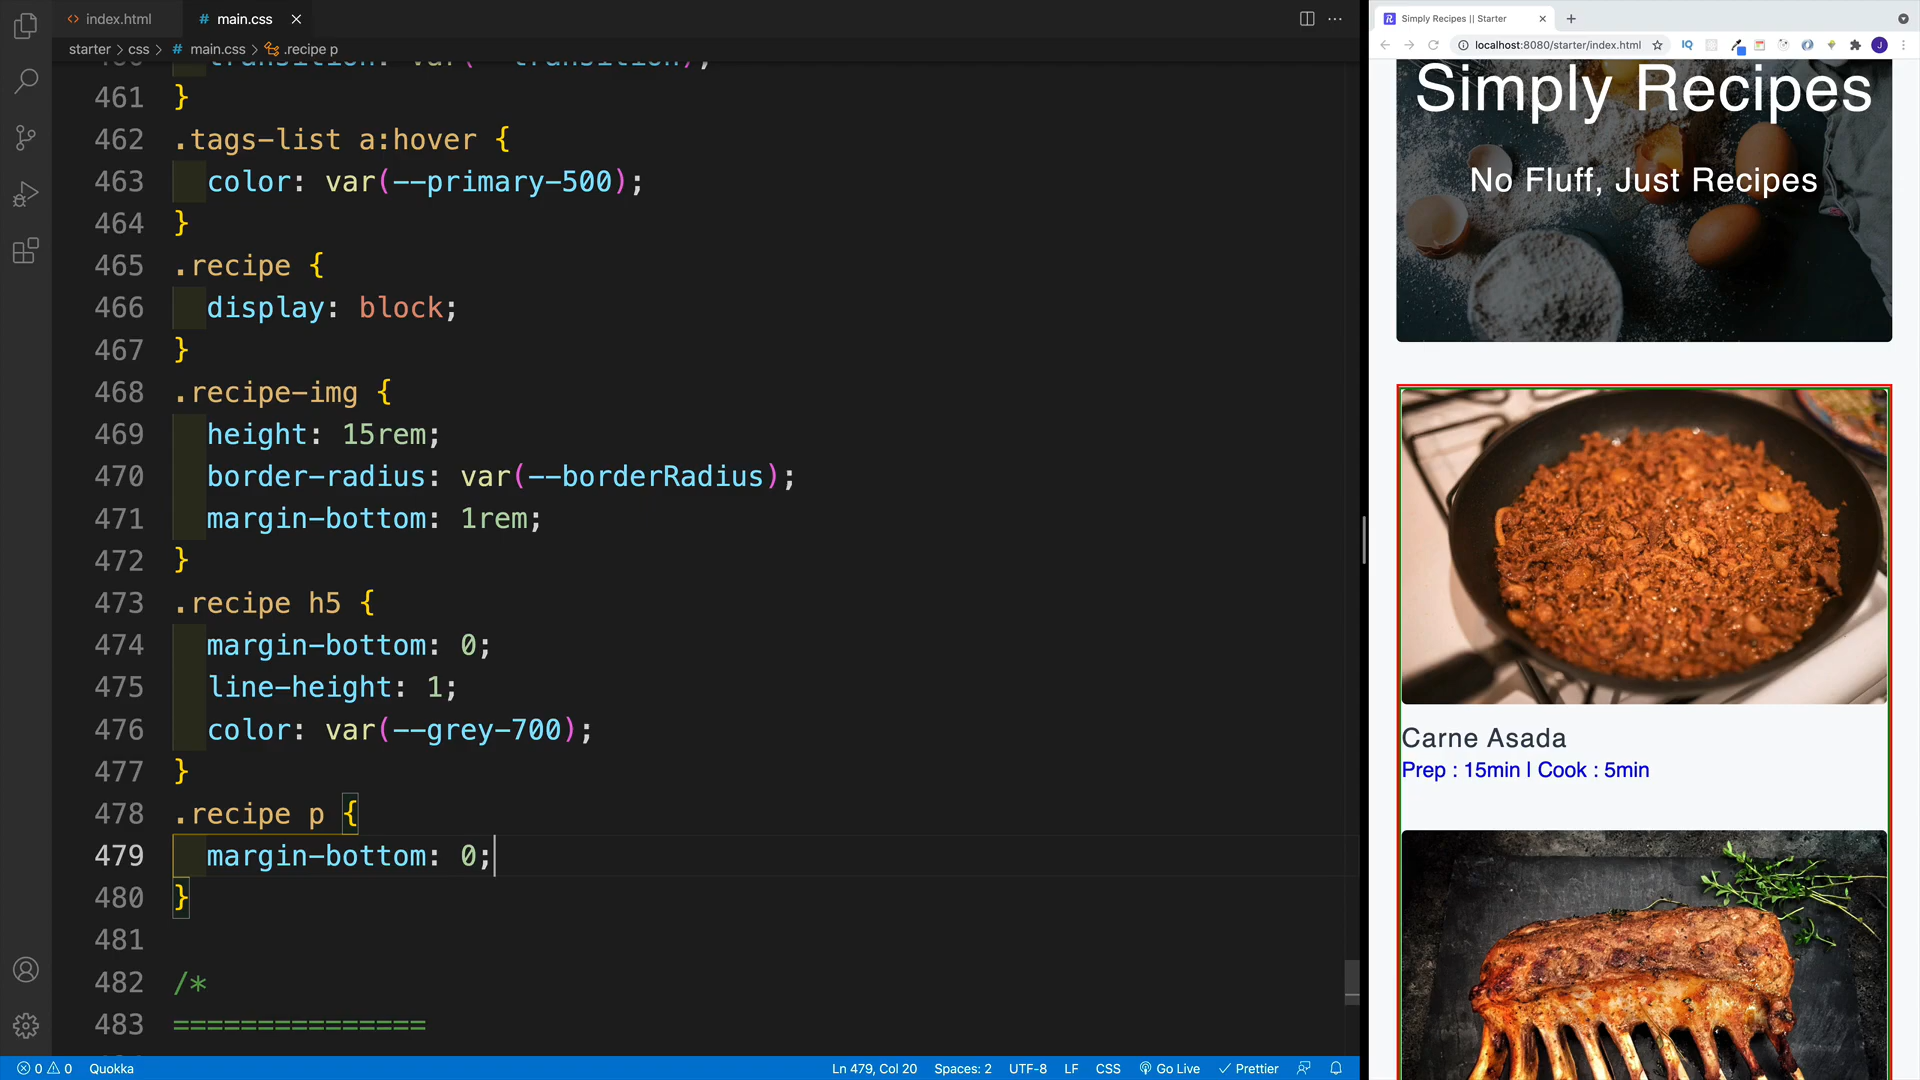 index.html
# main.css
starter > css > # main.css > .recipe p
461 }
462 .tags-list a:hover {
463 color: var(--primary-500);
464 }
465 .recipe {
466 display: block;
467 }
468 .recipe-img {
469 height: 15rem;
470 border-radius: var(--borderRadius);
471 margin-bottom: 1rem;
472 }
473 .recipe h5 {
474 margin-bottom: 0;
475 line-height: 1;
476 color: var(--grey-700);
477 }
478 .recipe p {
479 margin-bottom: 0;
480 }
481
482 /*
483 ===============
0 0 Quokka Ln 479, Col 20 Spaces: 2 UTF-8 LF CSS Go Live Prettier
Simply Recipes || Starter
localhost:8080/starter/index.html
IQ
J
Simply Recipes
No Fluff, Just Recipes
Carne Asada
Prep : 15min | Cook : 5min